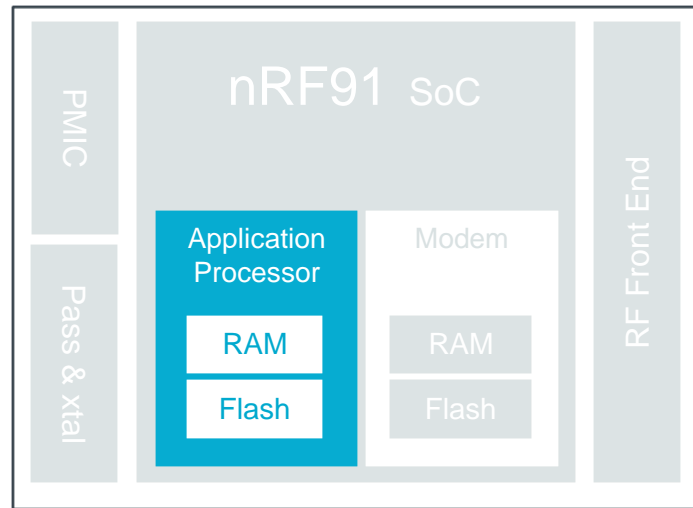 PMIC
Pass & xtal
nRF91 SoC
Application
Processor
RAM
Flash
Modem
RAM
Flash
RF Front End